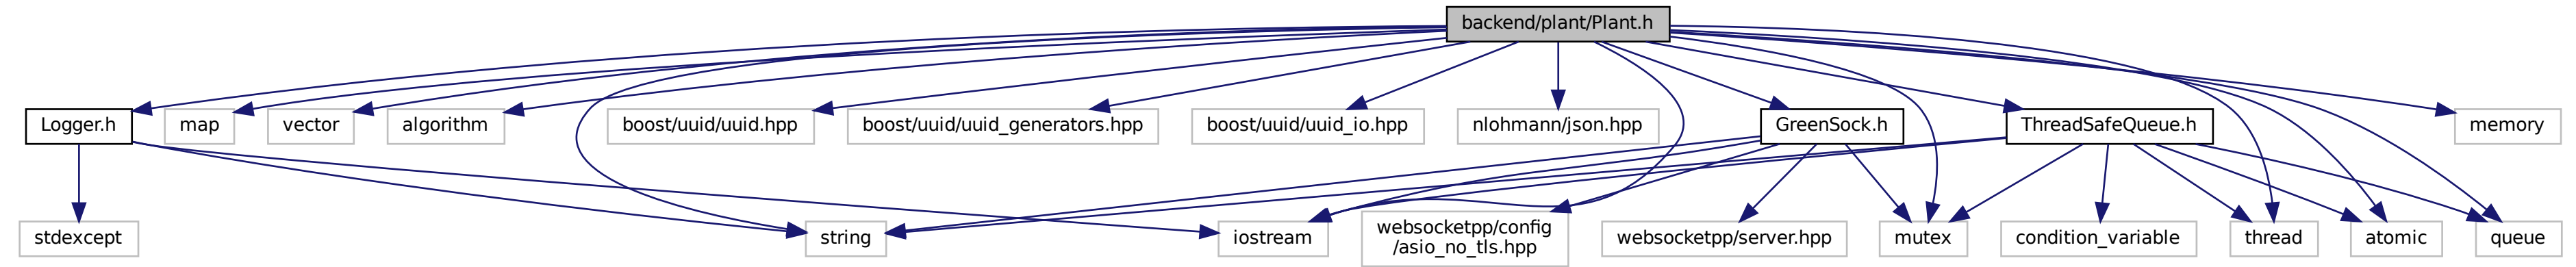 backend/plant/Plant.h
Logger.h
map
vector
algorithm
boost/uuid/uuid.hpp
boost/uuid/uuid_generators.hpp
boost/uuid/uuid_io.hpp
nlohmann/json.hpp
GreenSock.h
ThreadSafeQueue.h
memory
stdexcept
string
iostream
websocketpp/config
/asio_no_tls.hpp
websocketpp/server.hpp
mutex
condition_variable
thread
atomic
queue